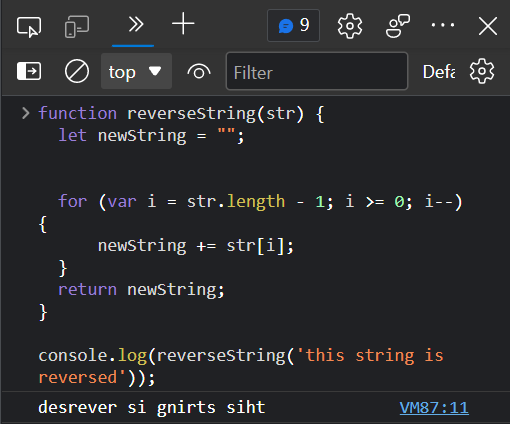 9
top
Filter
Defa
function reverseString(str) {
let newString = "";
for (var i = str.length - 1; i >= 0; i--)
{
newString += str[i];
}
return newString;
}
console.log(reverseString('this string is
reversed'));
desrever si gnirts siht VM87:11